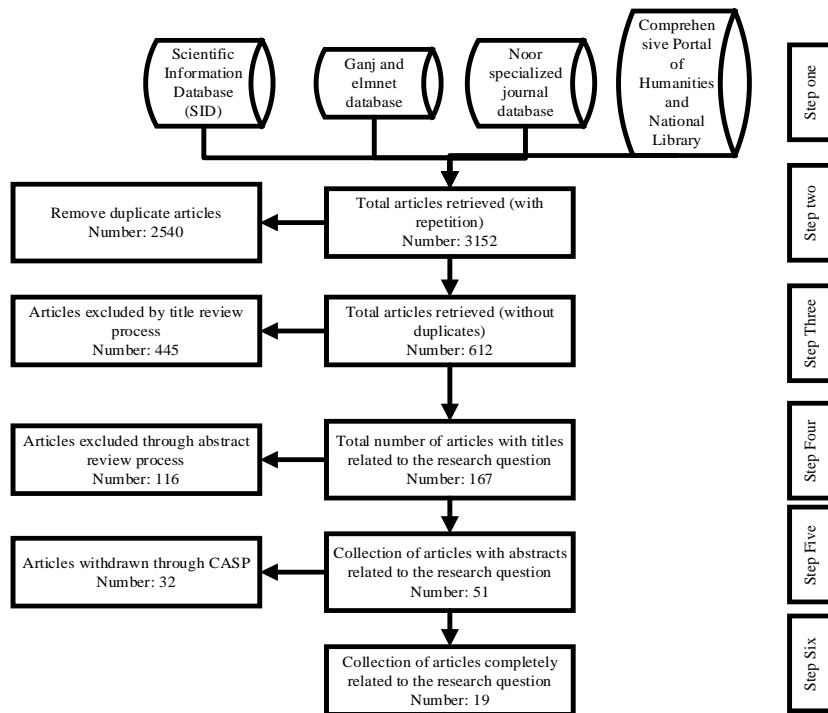 Scientific
Information
Database
(SID)
Ganj and
elmnet
database
Noor
specialized
journal
database
Comprehen
sive Portal
of
Humanities
and
National
Library
Step one
Remove duplicate articles
Number: 2540
Total articles retrieved (with
repetition)
Number: 3152
Step two
Articles excluded by title review
process
Number: 445
Total articles retrieved (without
duplicates)
Number: 612
Step Three
Articles excluded through abstract
review process
Number: 116
Total number of articles with titles
related to the research question
Number: 167
Step Four
Articles withdrawn through CASP
Number: 32
Collection of articles with abstracts
related to the research question
Number: 51
Step Five
Collection of articles completely
related to the research question
Number: 19
Step Six